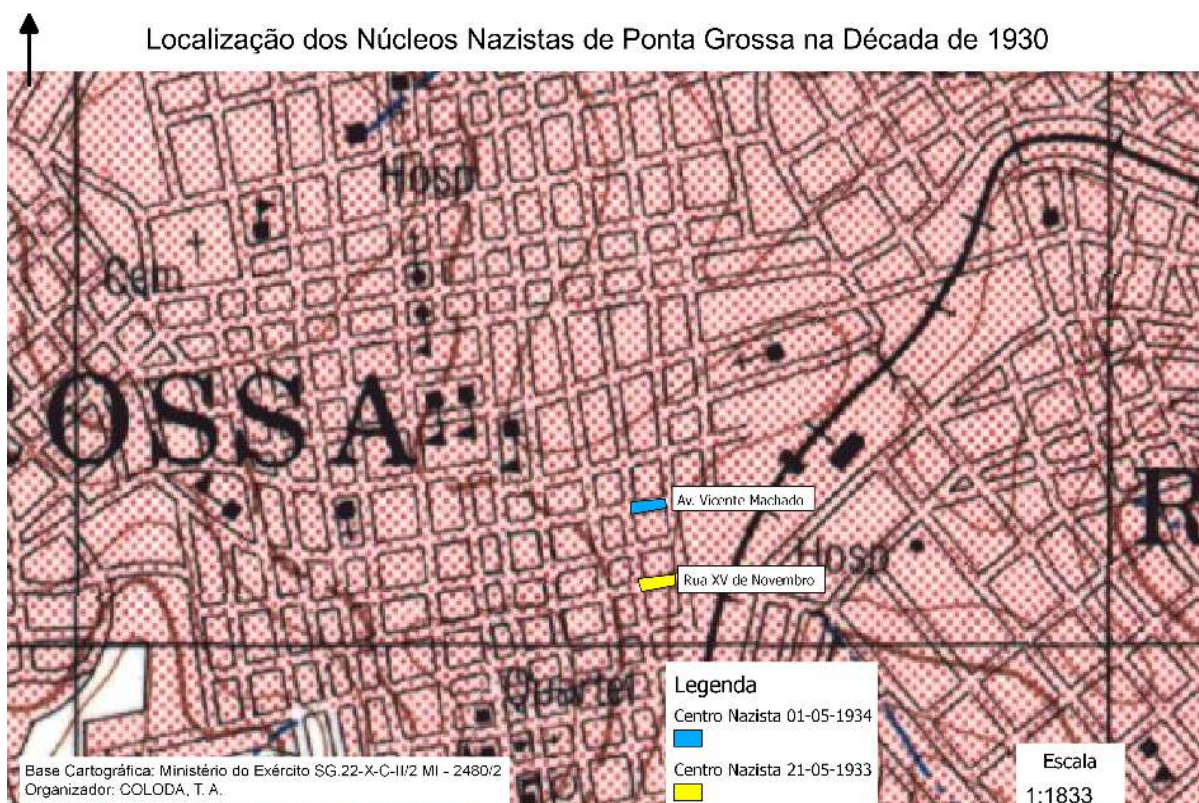 Localização dos Núcleos Nazistas de Ponta Grossa na Década de 1930
Hosp
Cem
OSSA
Av. Vicente Machado
R
Hosp
Rua XV de Novembro
Quartel
Legenda
Centro Nazista 01-05-1934
Centro Nazista 21-05-1933
Escala
1:1833
Base Cartográfica: Ministério do Exército SG.22-X-C-II/2 MI - 2480/2
Organizador: COLODA, T. A.